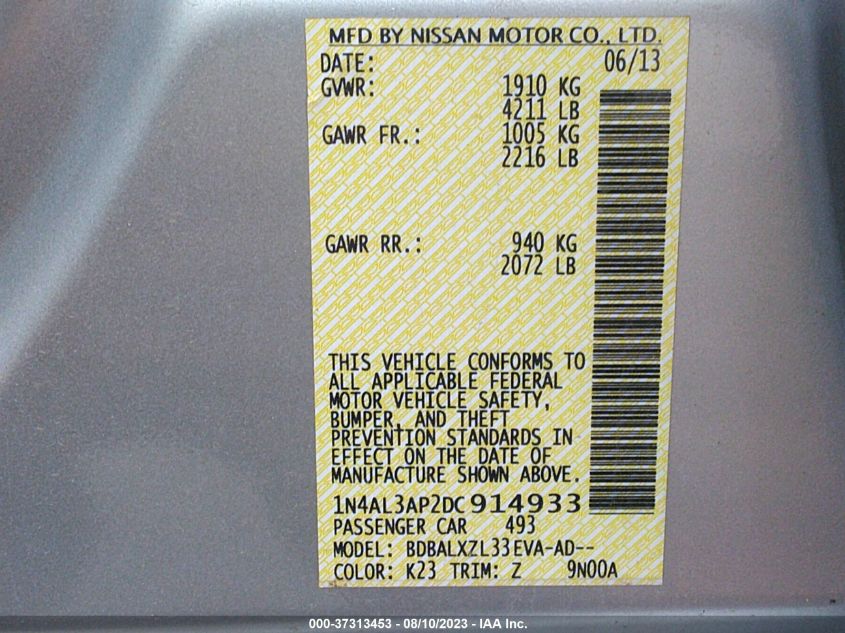 MFD BY NISSAN MOTOR CO., LTD.
DATE: 06/13
GVWR: 1910 KG
4211 LB
GAWR FR.: 1005 KG
2216 LB
GAWR RR.: 940 KG
2072 LB
THIS VEHICLE CONFORMS TO
ALL APPLICABLE FEDERAL
MOTOR VEHICLE SAFETY,
BUMPER, AND THEFT
PREVENTION STANDARDS IN
EFFECT ON THE DATE OF
MANUFACTURE SHOWN ABOVE.
1N4AL3AP2DC914933
PASSENGER CAR 493
MODEL: BDBALXZL33EVA-AD--
COLOR: K23 TRIM: Z 9N00A
000-37313453 - 08/10/2023 - IAA Inc.